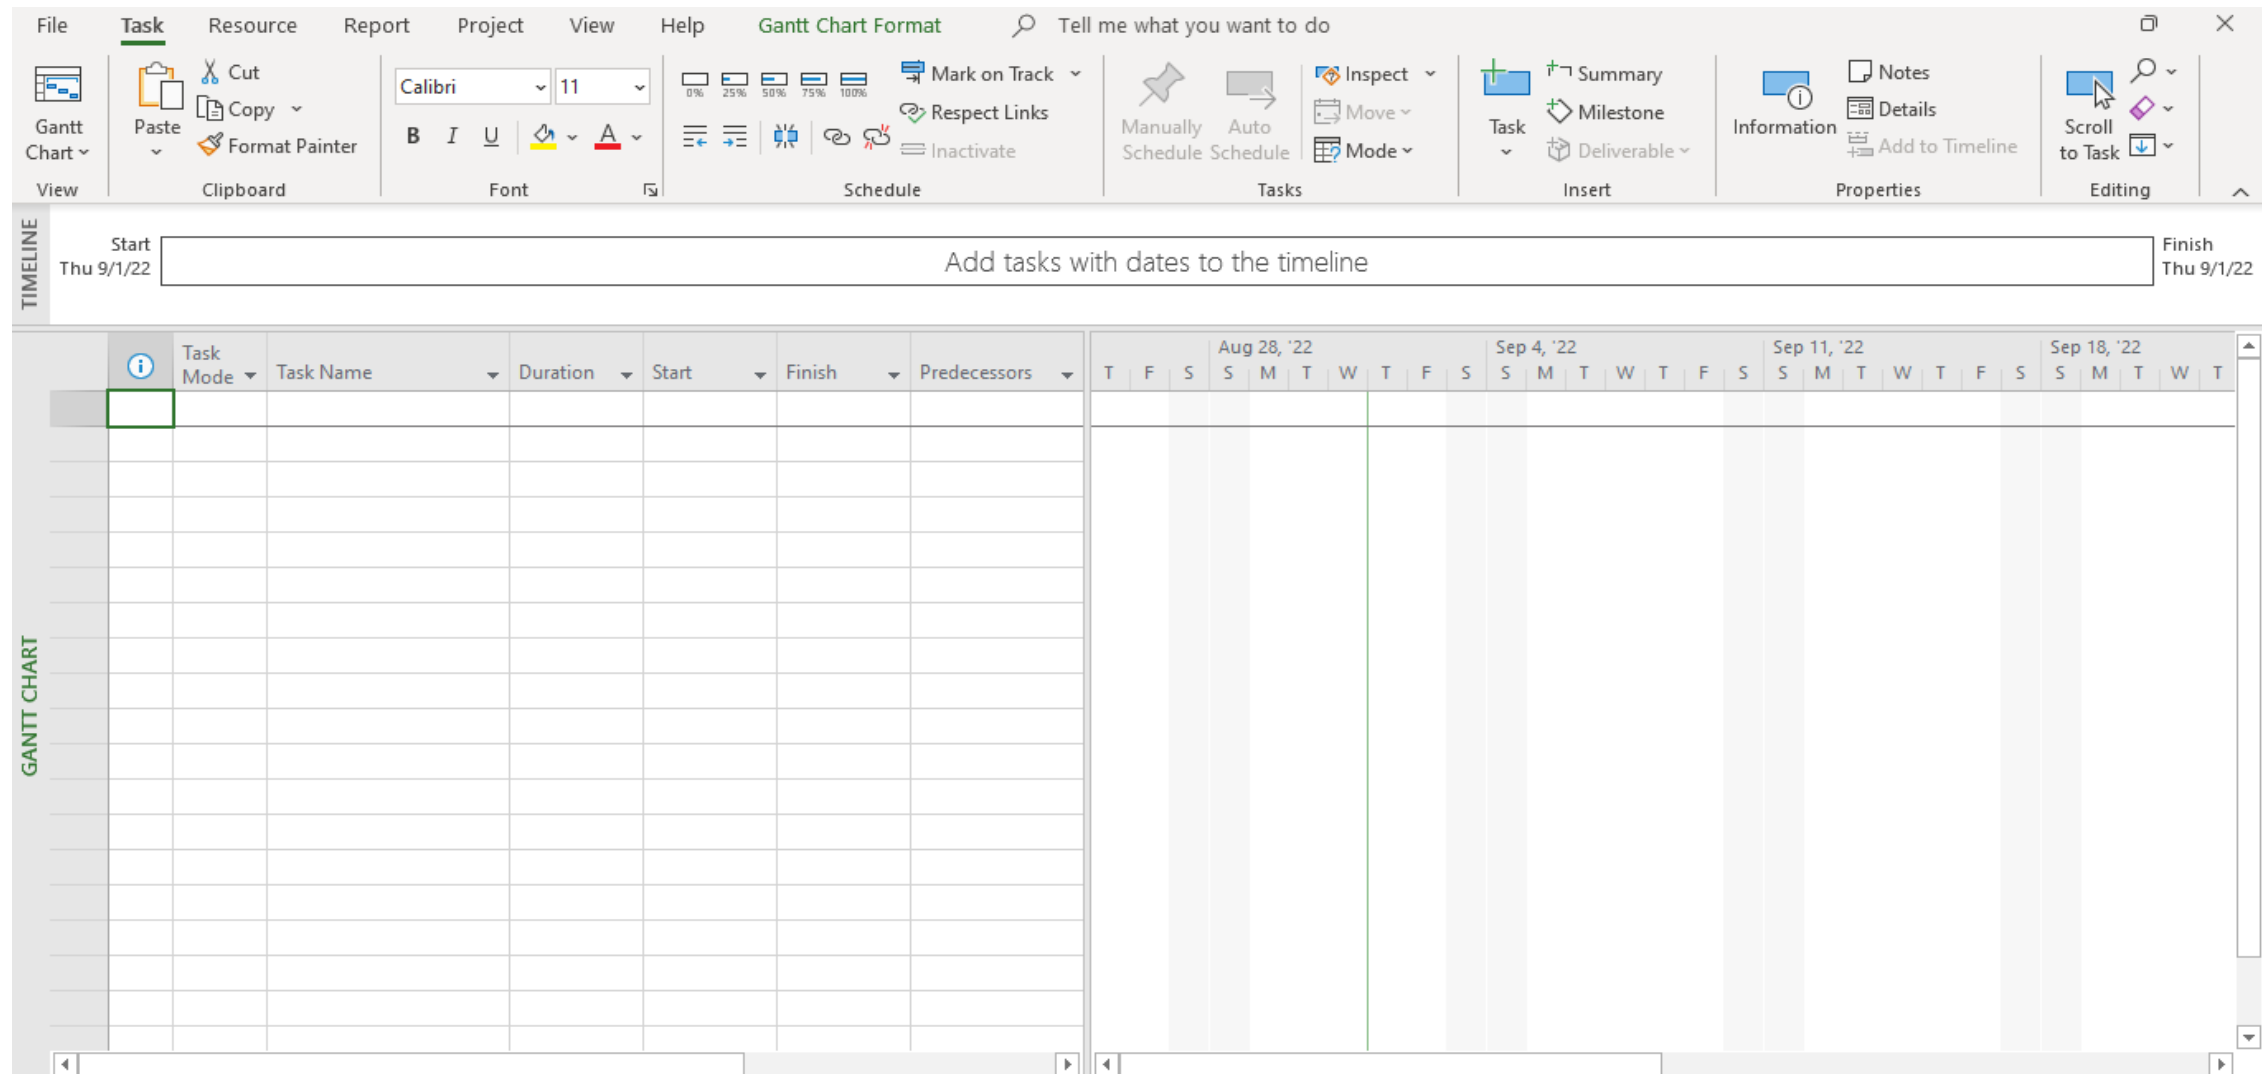 File Task Resource Report Project View Help Gantt Chart Format Tell me what you want to do
Gantt Chart
View
Paste
Cut
Copy
Format Painter
Clipboard
Calibri 11
B I U A
Font
0% 25% 50% 75% 100%
Mark on Track
Respect Links
Inactivate
Schedule
Manually Schedule
Auto Schedule
Inspect
Move
Mode
Tasks
Task
Summary
Milestone
Deliverable
Insert
Information
Notes
Details
Add to Timeline
Properties
Scroll to Task
Editing
TIMELINE
Start
Thu 9/1/22
Add tasks with dates to the timeline
Finish
Thu 9/1/22
GANTT CHART
Task Mode Task Name Duration Start Finish Predecessors
Aug 28, '22 Sep 4, '22 Sep 11, '22 Sep 18, '22
T F S S M T W T F S S M T W T F S S M T W T F S S M T W T